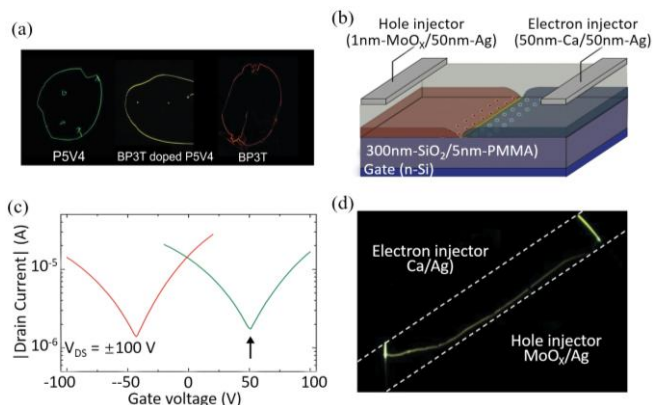 (a)
P5V4
BP3T doped P5V4
BP3T
(b)
Hole injector
(1nm-MoOₓ/50nm-Ag)
Electron injector
(50nm-Ca/50nm-Ag)
300nm-SiO₂/5nm-PMMA)
Gate (n-Si)
(c)
|Drain Current| (A)
10⁻⁵
10⁻⁶
V_DS = ±100 V
-100
--50
0
50
100
Gate voltage (V)
(d)
Electron injector
Ca/Ag)
Hole injector
MoOₓ/Ag